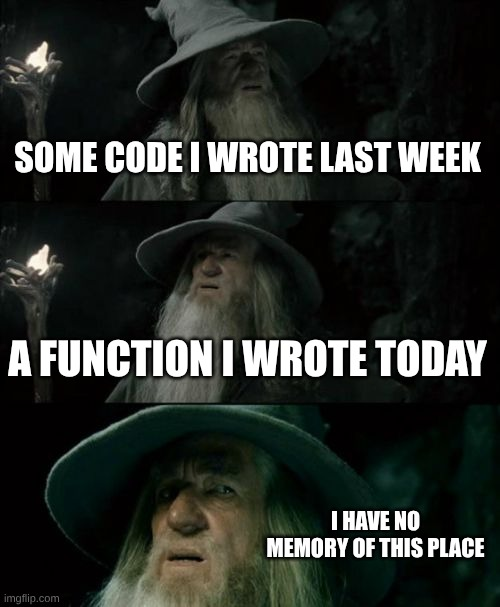 SOME CODE I WROTE LAST WEEK
A FUNCTION I WROTE TODAY
I HAVE NO
MEMORY OF THIS PLACE
imgflip.com